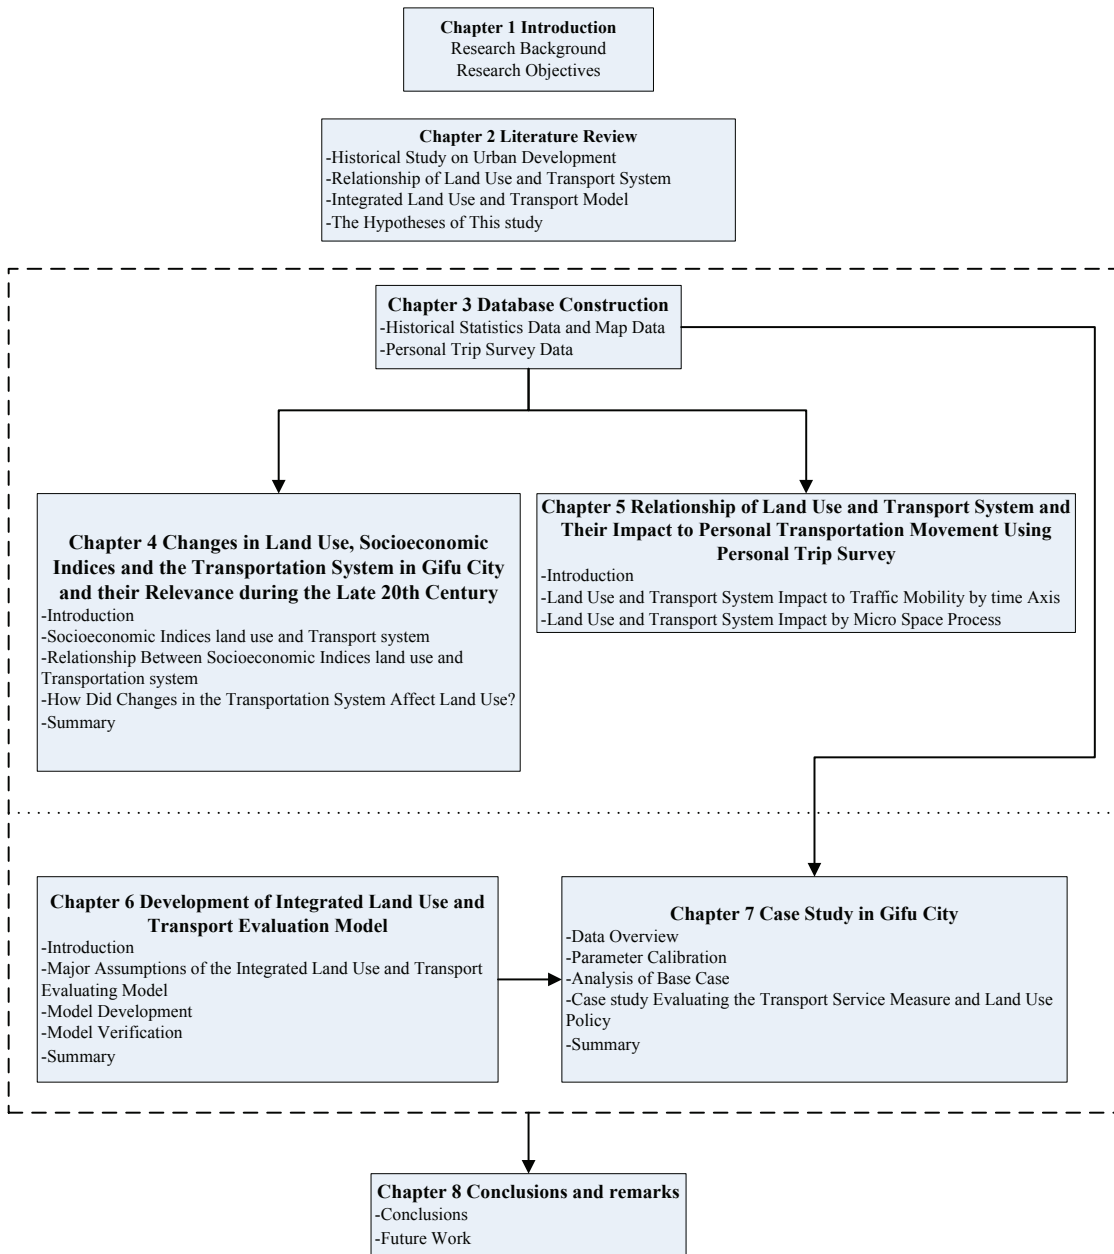 Chapter 1 Introduction
Research Background
Research Objectives
Chapter 2 Literature Review
-Historical Study on Urban Development
-Relationship of Land Use and Transport System
-Integrated Land Use and Transport Model
-The Hypotheses of This study
Chapter 3 Database Construction
-Historical Statistics Data and Map Data
-Personal Trip Survey Data
Chapter 4 Changes in Land Use, Socioeconomic
Indices and the Transportation System in Gifu City
and their Relevance during the Late 20th Century
-Introduction
-Socioeconomic Indices land use and Transport system
-Relationship Between Socioeconomic Indices land use and
Transportation system
-How Did Changes in the Transportation System Affect Land Use?
-Summary
Chapter 5 Relationship of Land Use and Transport System and
Their Impact to Personal Transportation Movement Using
Personal Trip Survey
-Introduction
-Land Use and Transport System Impact to Traffic Mobility by time Axis
-Land Use and Transport System Impact by Micro Space Process
Chapter 6 Development of Integrated Land Use and
Transport Evaluation Model
-Introduction
-Major Assumptions of the Integrated Land Use and Transport
Evaluating Model
-Model Development
-Model Verification
-Summary
Chapter 7 Case Study in Gifu City
-Data Overview
-Parameter Calibration
-Analysis of Base Case
-Case study Evaluating the Transport Service Measure and Land Use
Policy
-Summary
Chapter 8 Conclusions and remarks
-Conclusions
-Future Work